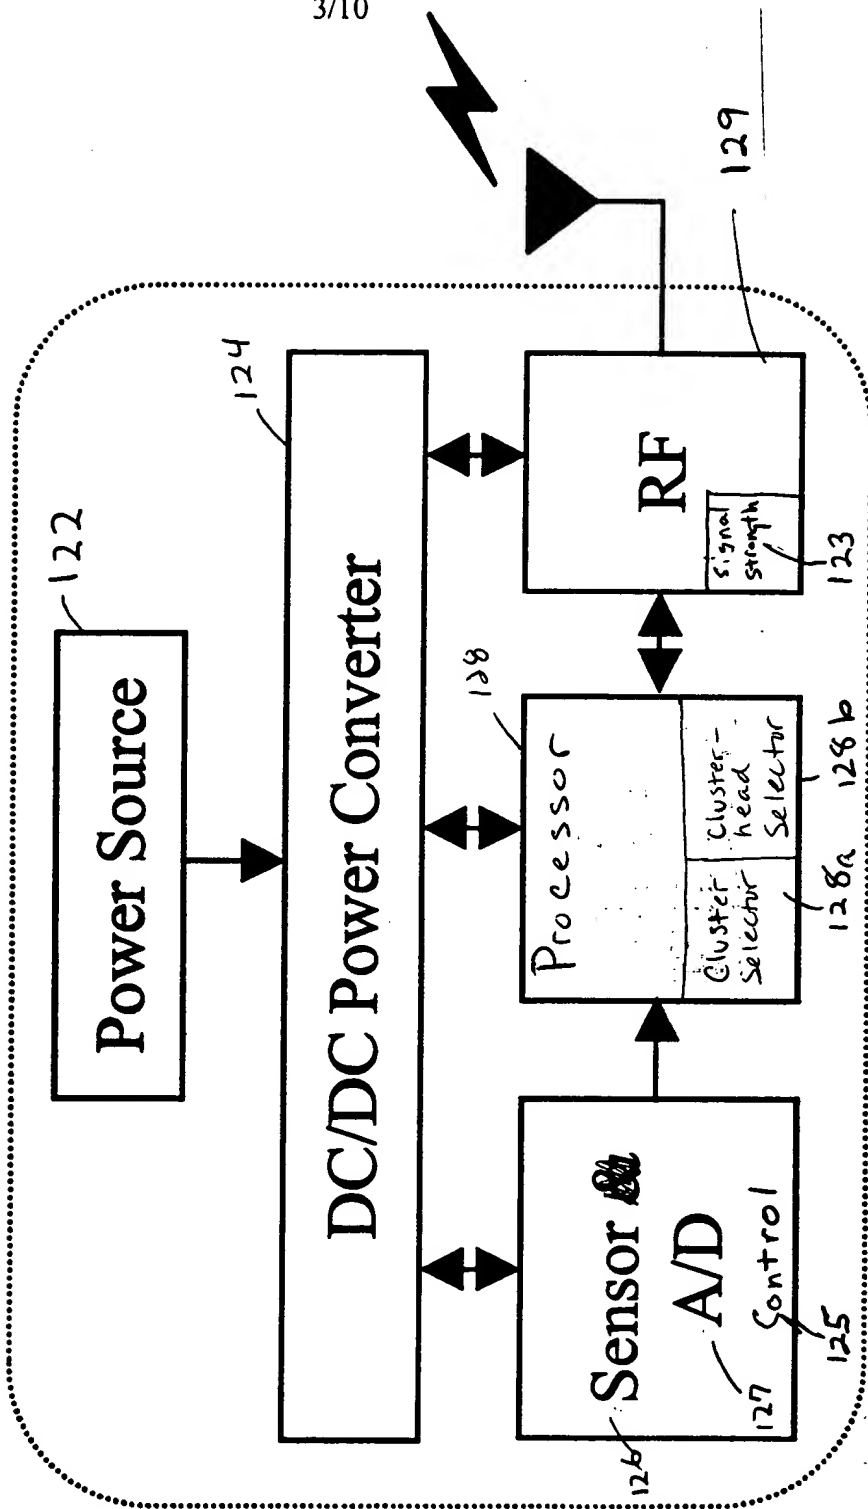 3/10
Power Source
122
124
DC/DC Power Converter
126
Sensor
A/D
127
Control
125
128
Processor
Cluster
Selector
128a
Cluster-
head
Selector
128b
RF
signal
strength
123
129